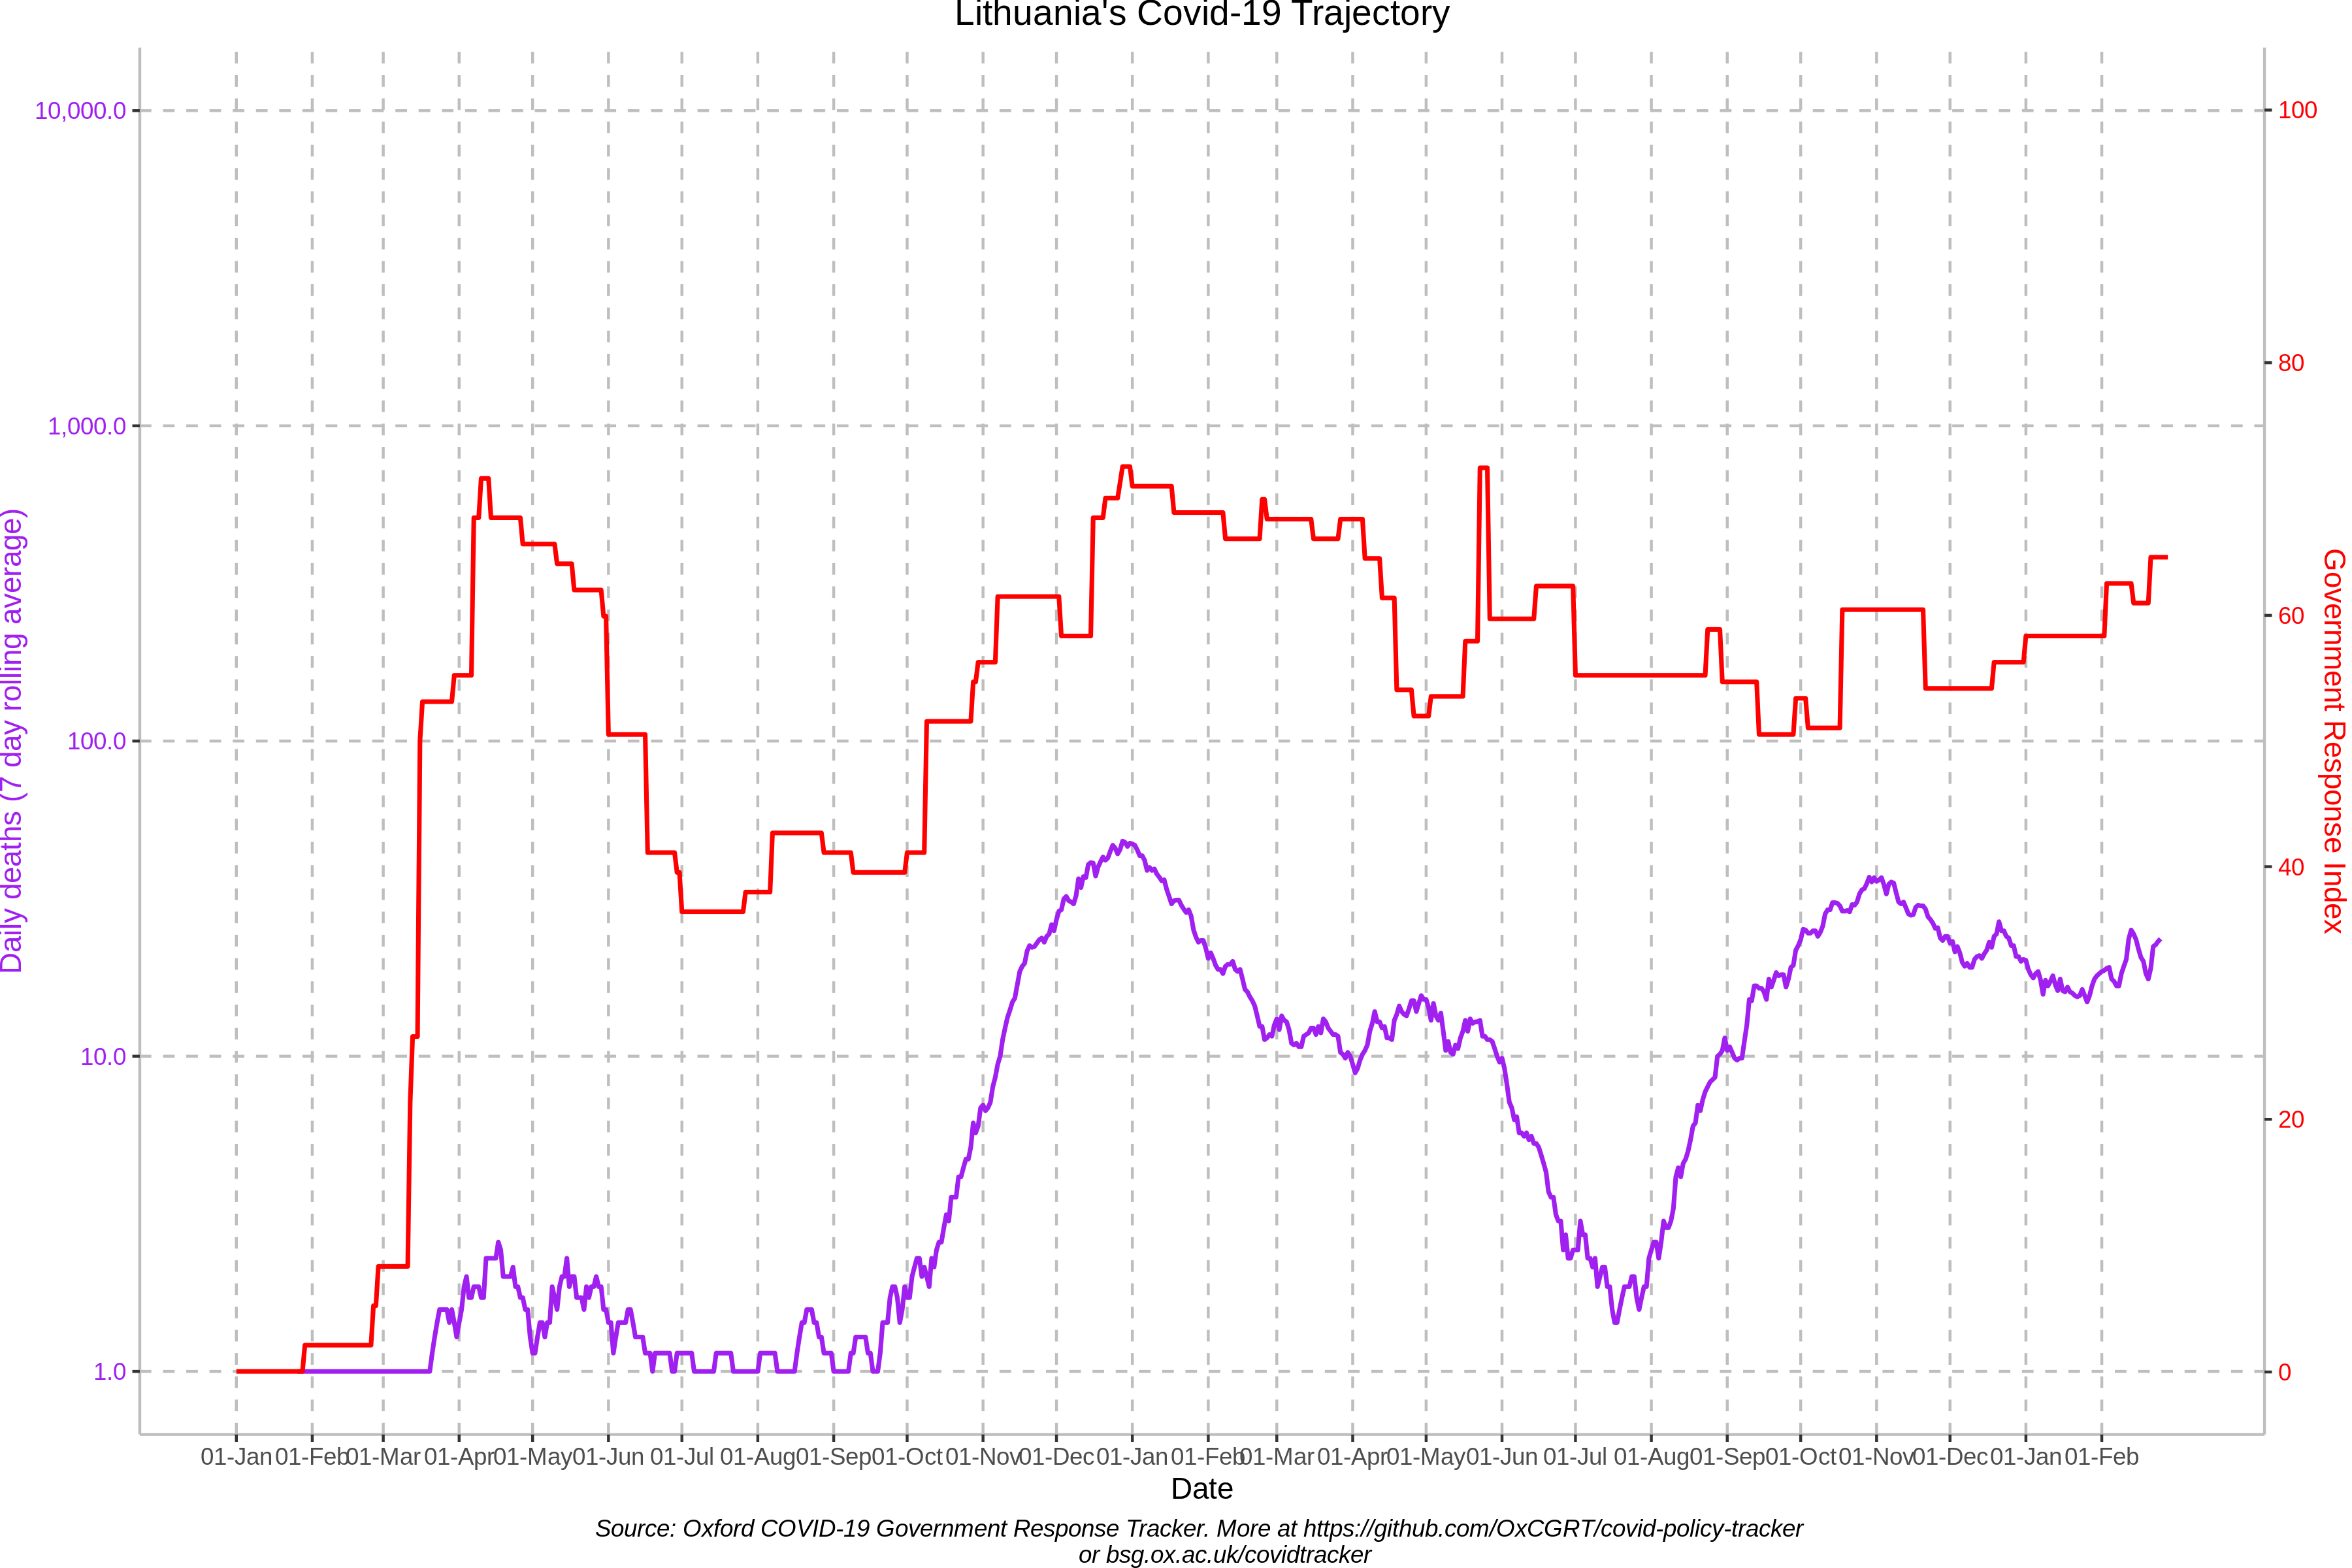 Lithuania's Covid-19 Trajectory
10,000.0
1,000.0
100.0
10.0
1.0
Daily deaths (7 day rolling average)
100
80
60
40
20
0
Government Response Index
01-Jan 01-Feb 01-Mar 01-Apr 01-May 01-Jun 01-Jul 01-Aug 01-Sep 01-Oct 01-Nov 01-Dec 01-Jan 01-Feb 01-Mar 01-Apr 01-May 01-Jun 01-Jul 01-Aug 01-Sep 01-Oct 01-Nov 01-Dec 01-Jan 01-Feb
Date
Source: Oxford COVID-19 Government Response Tracker. More at https://github.com/OxCGRT/covid-policy-tracker
or bsg.ox.ac.uk/covidtracker